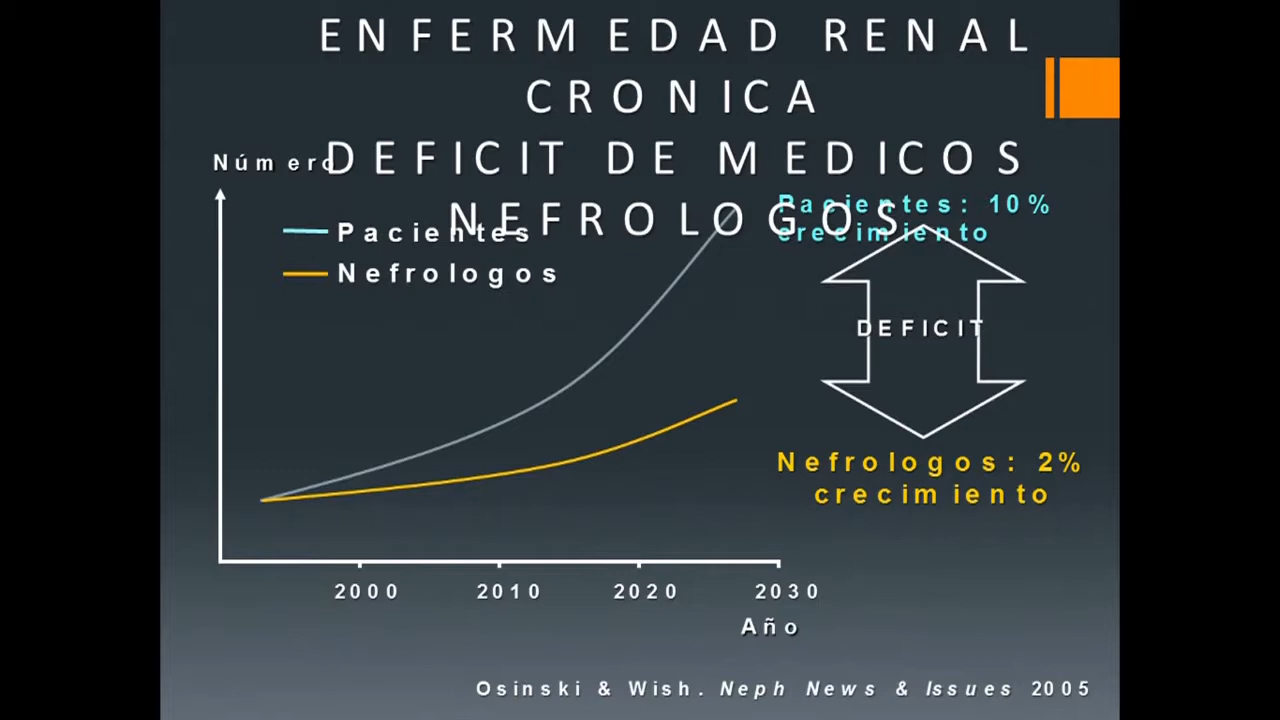 ENFERMEDAD RENAL
CRONICA
DEFICIT DE MEDICOS
NEFROLOGOS
Número
Pacientes
Nefrologos
Pacientes: 10%
crecimiento
DEFICIT
Nefrologos: 2%
crecimiento
2000 2010 2020 2030
Año
Osinski & Wish. Neph News & Issues 2005